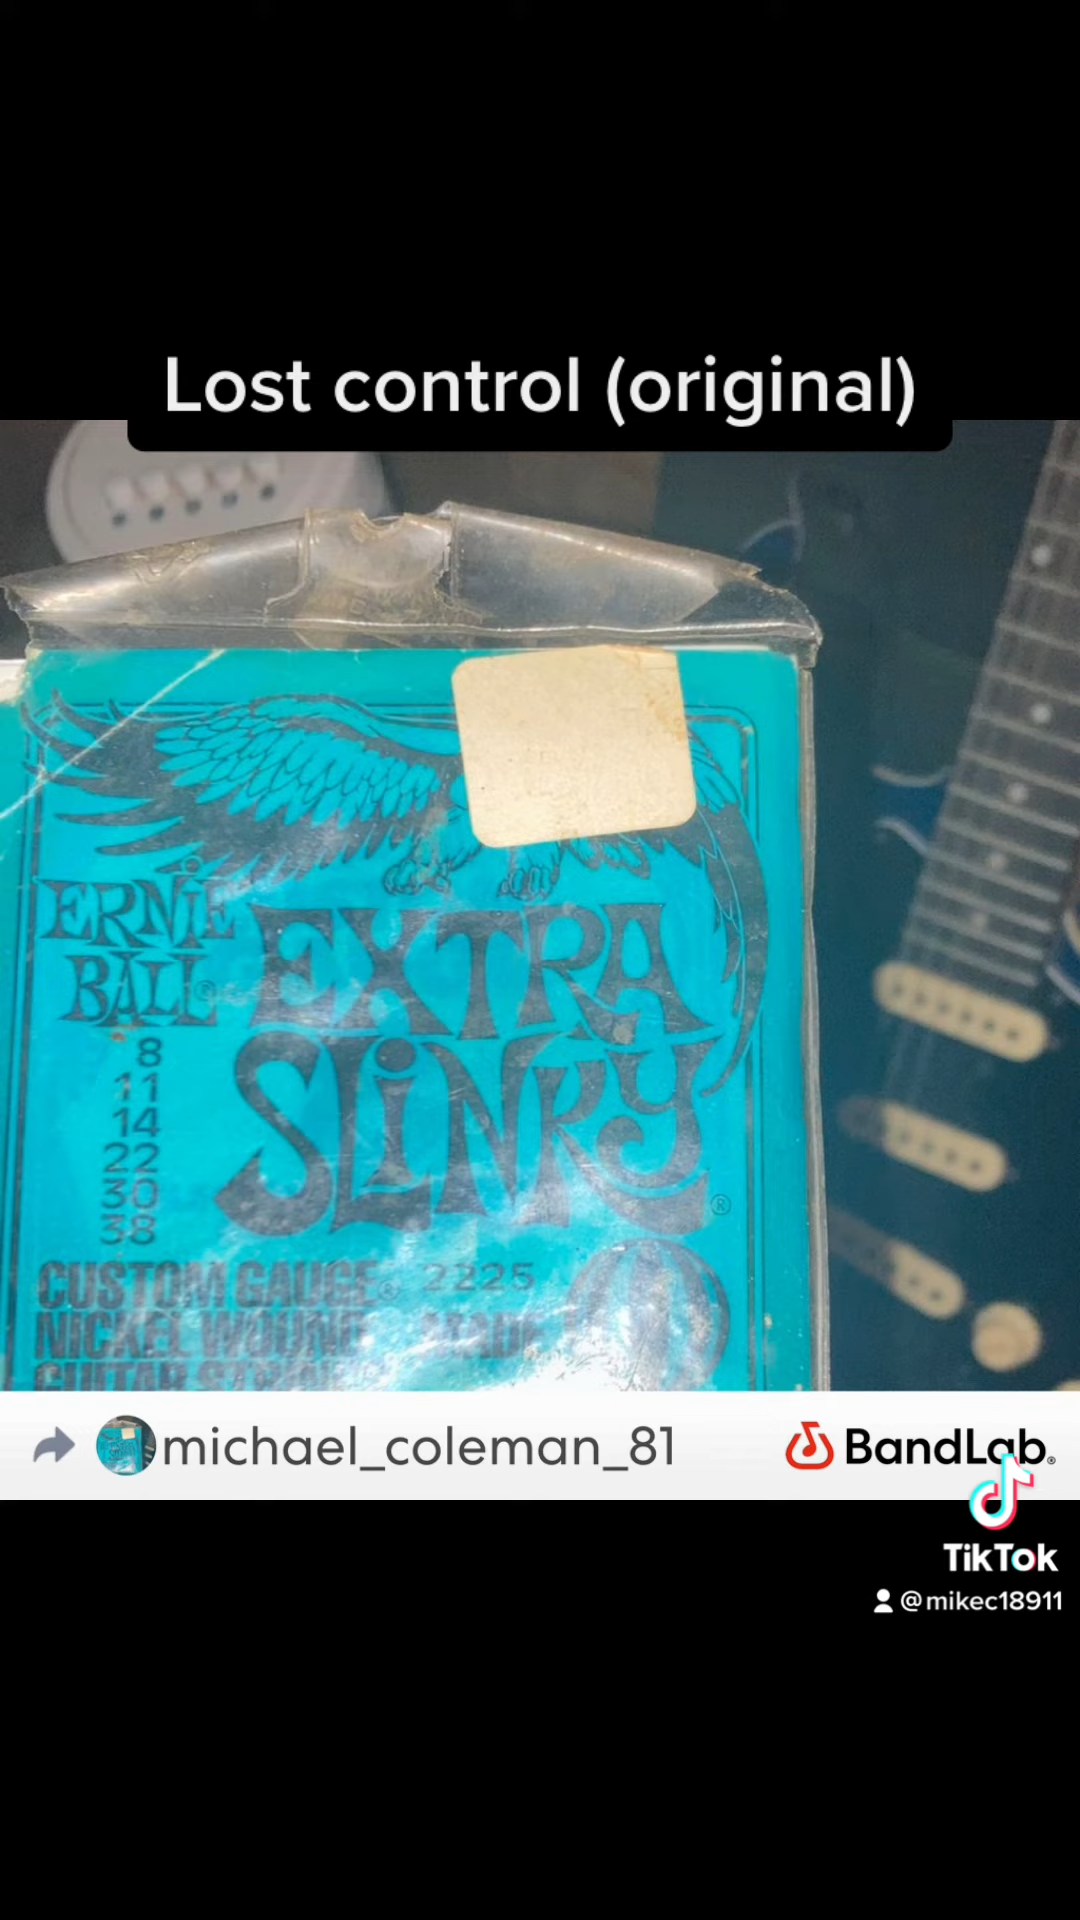 Lost control (original)
ERNIE
BALL®
EXTRA
SLINKY®
8
11
14
22
30
38
CUSTOM GAUGE® 2225
NICKEL WOUND
GUITAR
michael_coleman_81
BandLab®
TikTok
@mikec18911